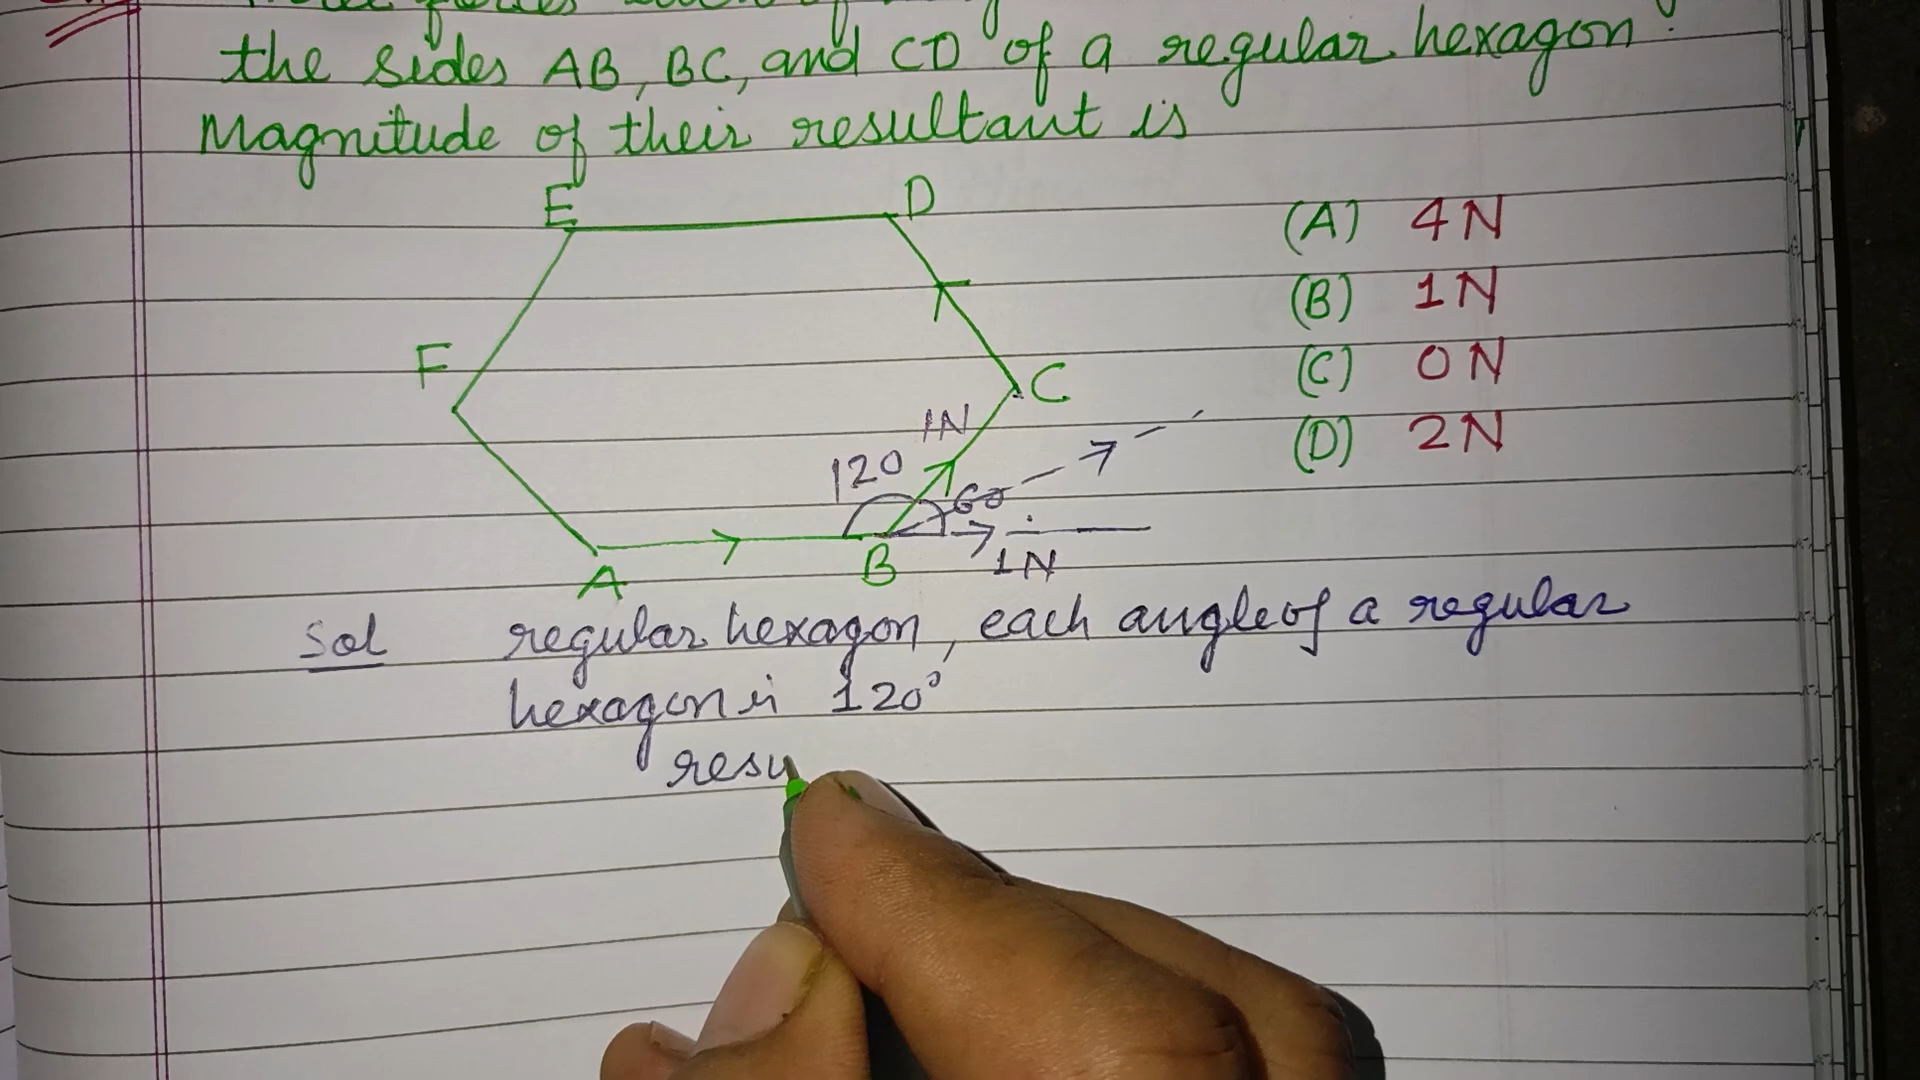 the sides AB, BC, and CD of a regular hexagon.
Magnitude of their resultant is
E D
(A) 4N
(B) 1N
F C
(C) 0 N
1N
(D) 2N
120 60
A B 1N
Sol regular hexagon, each angle of a regular
hexagon is 120°
resu